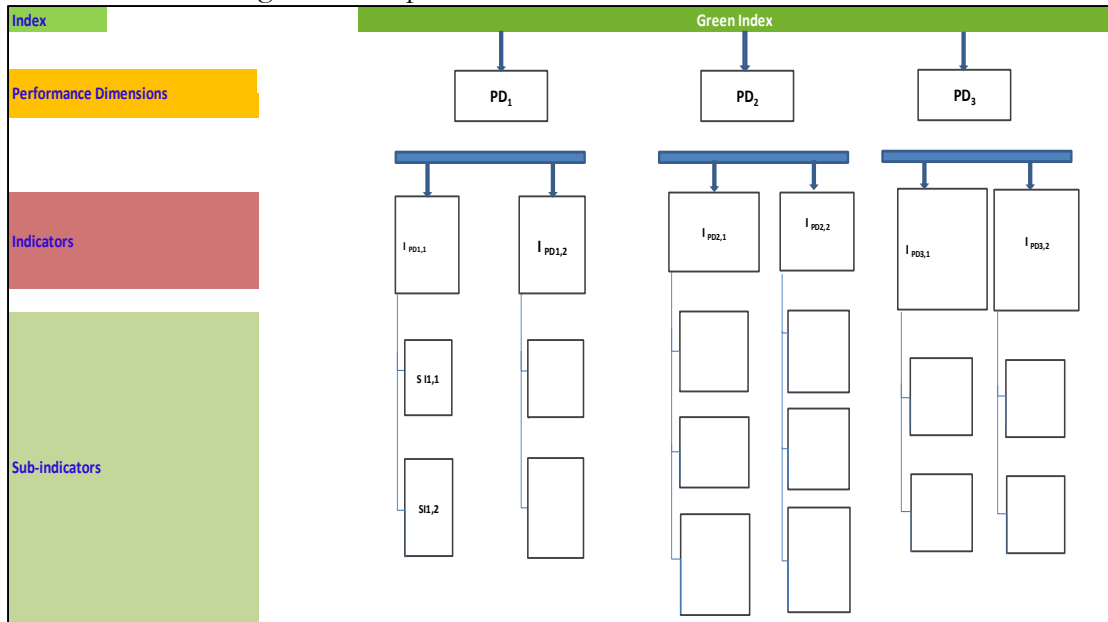 Index
Green Index
Performance Dimensions
PD1
PD2
PD3
Indicators
I PD1,1
I PD1,2
I PD2,1
I PD2,2
I PD3,1
I PD3,2
Sub-indicators
S I1,1
SI1,2